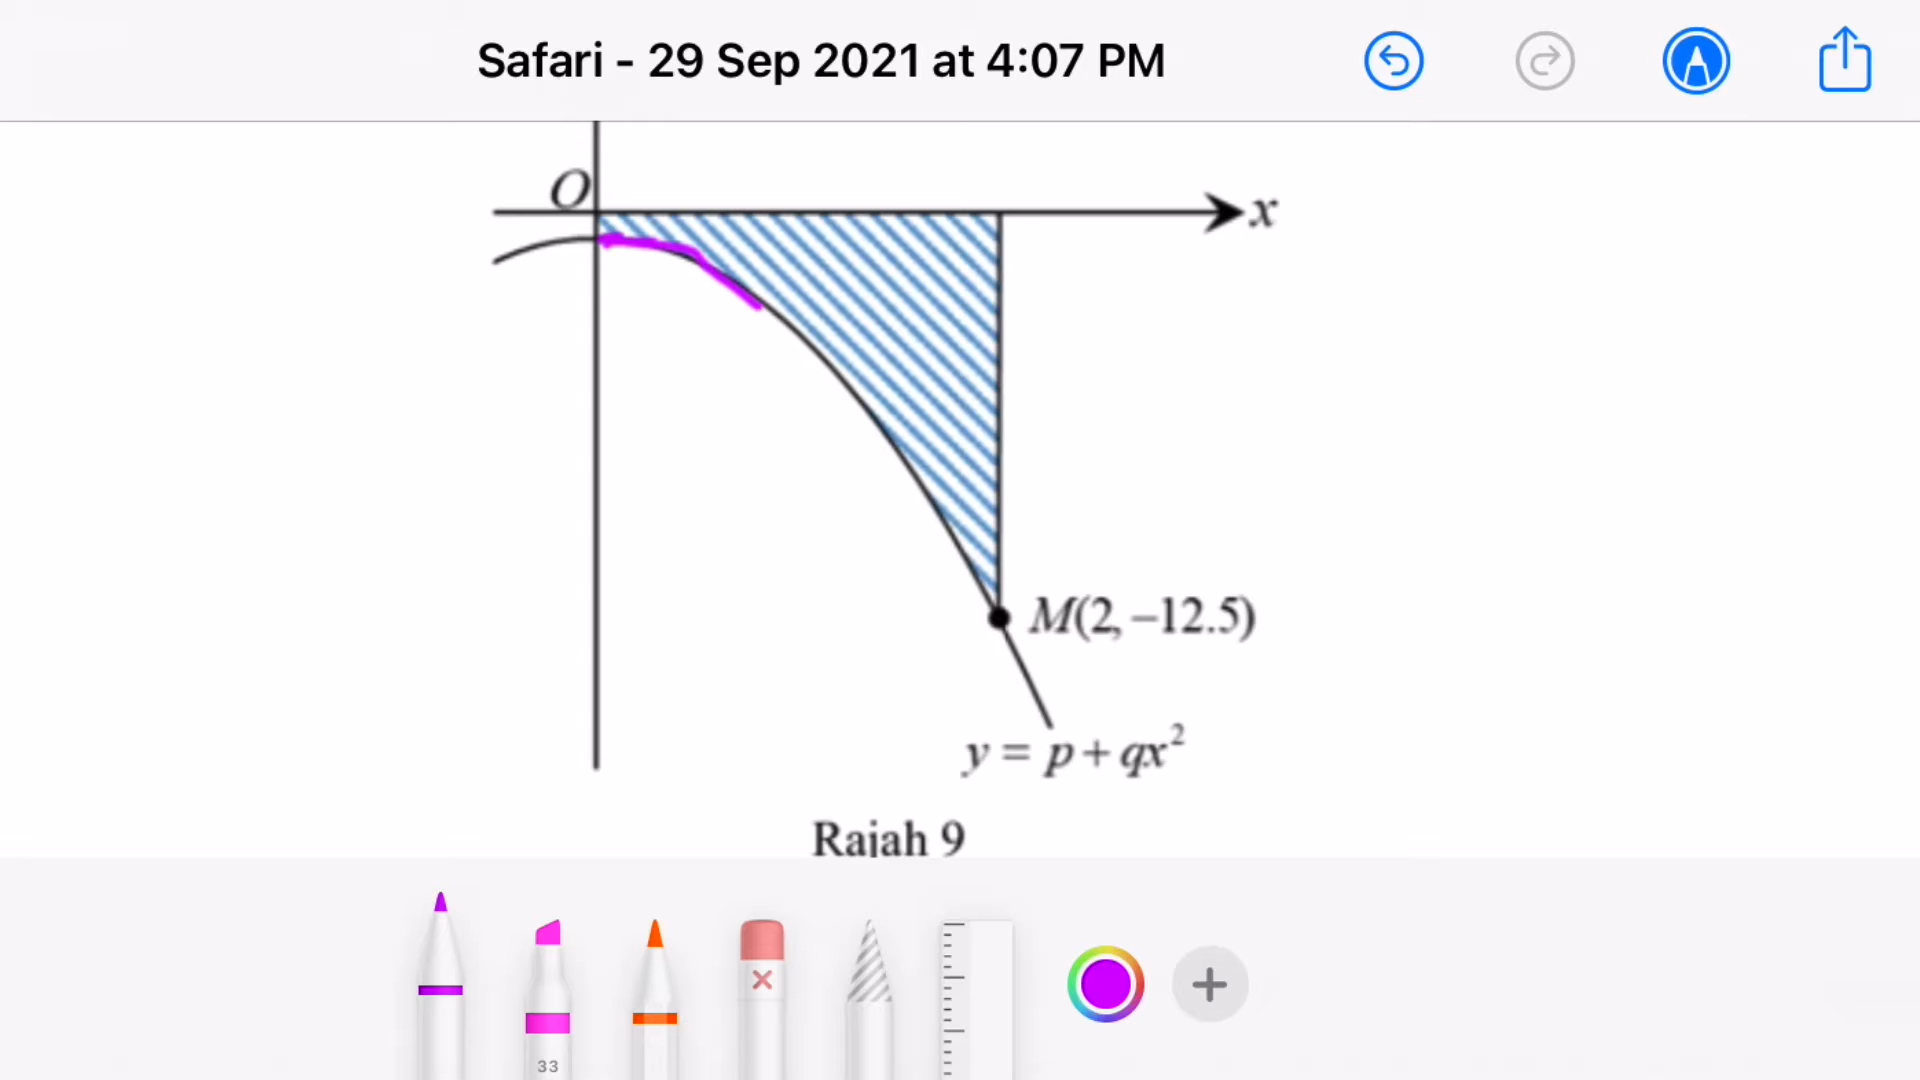 Safari - 29 Sep 2021 at 4:07 PM
O
x
M(2, –12.5)
y = p + qx²
Rajah 9
33